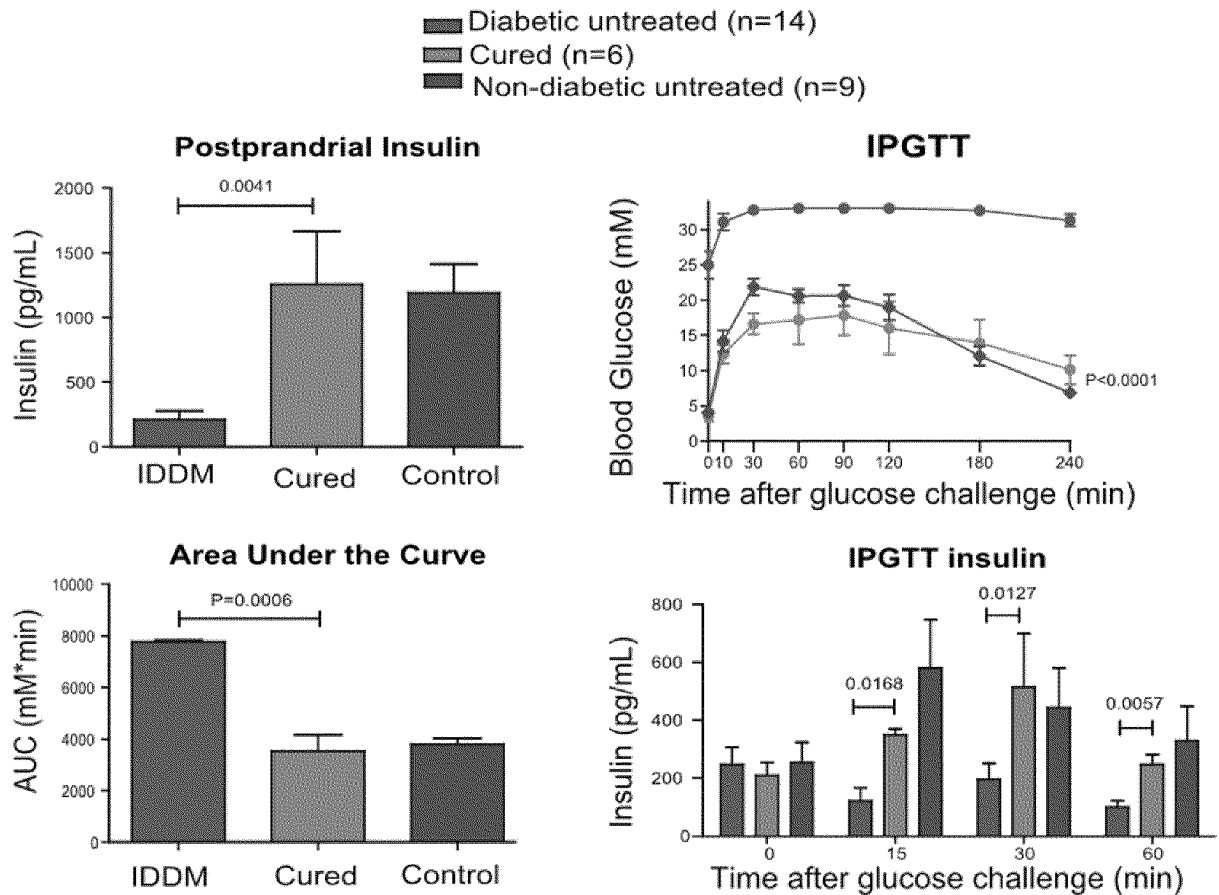 Diabetic untreated (n=14)
Cured (n=6)
Non-diabetic untreated (n=9)
Postprandrial Insulin
0.0041
2000
1500
1000
500
0
Insulin (pg/mL)
IDDM Cured Control
IPGTT
30
25
20
15
10
5
0
Blood Glucose (mM)
P<0.0001
0 10 30 60 90 120 180 240
Time after glucose challenge (min)
Area Under the Curve
P=0.0006
10000
8000
6000
4000
2000
0
AUC (mM*min)
IDDM Cured Control
IPGTT insulin
0.0127
0.0168
0.0057
800
600
400
200
0
Insulin (pg/mL)
0 15 30 60
Time after glucose challenge (min)